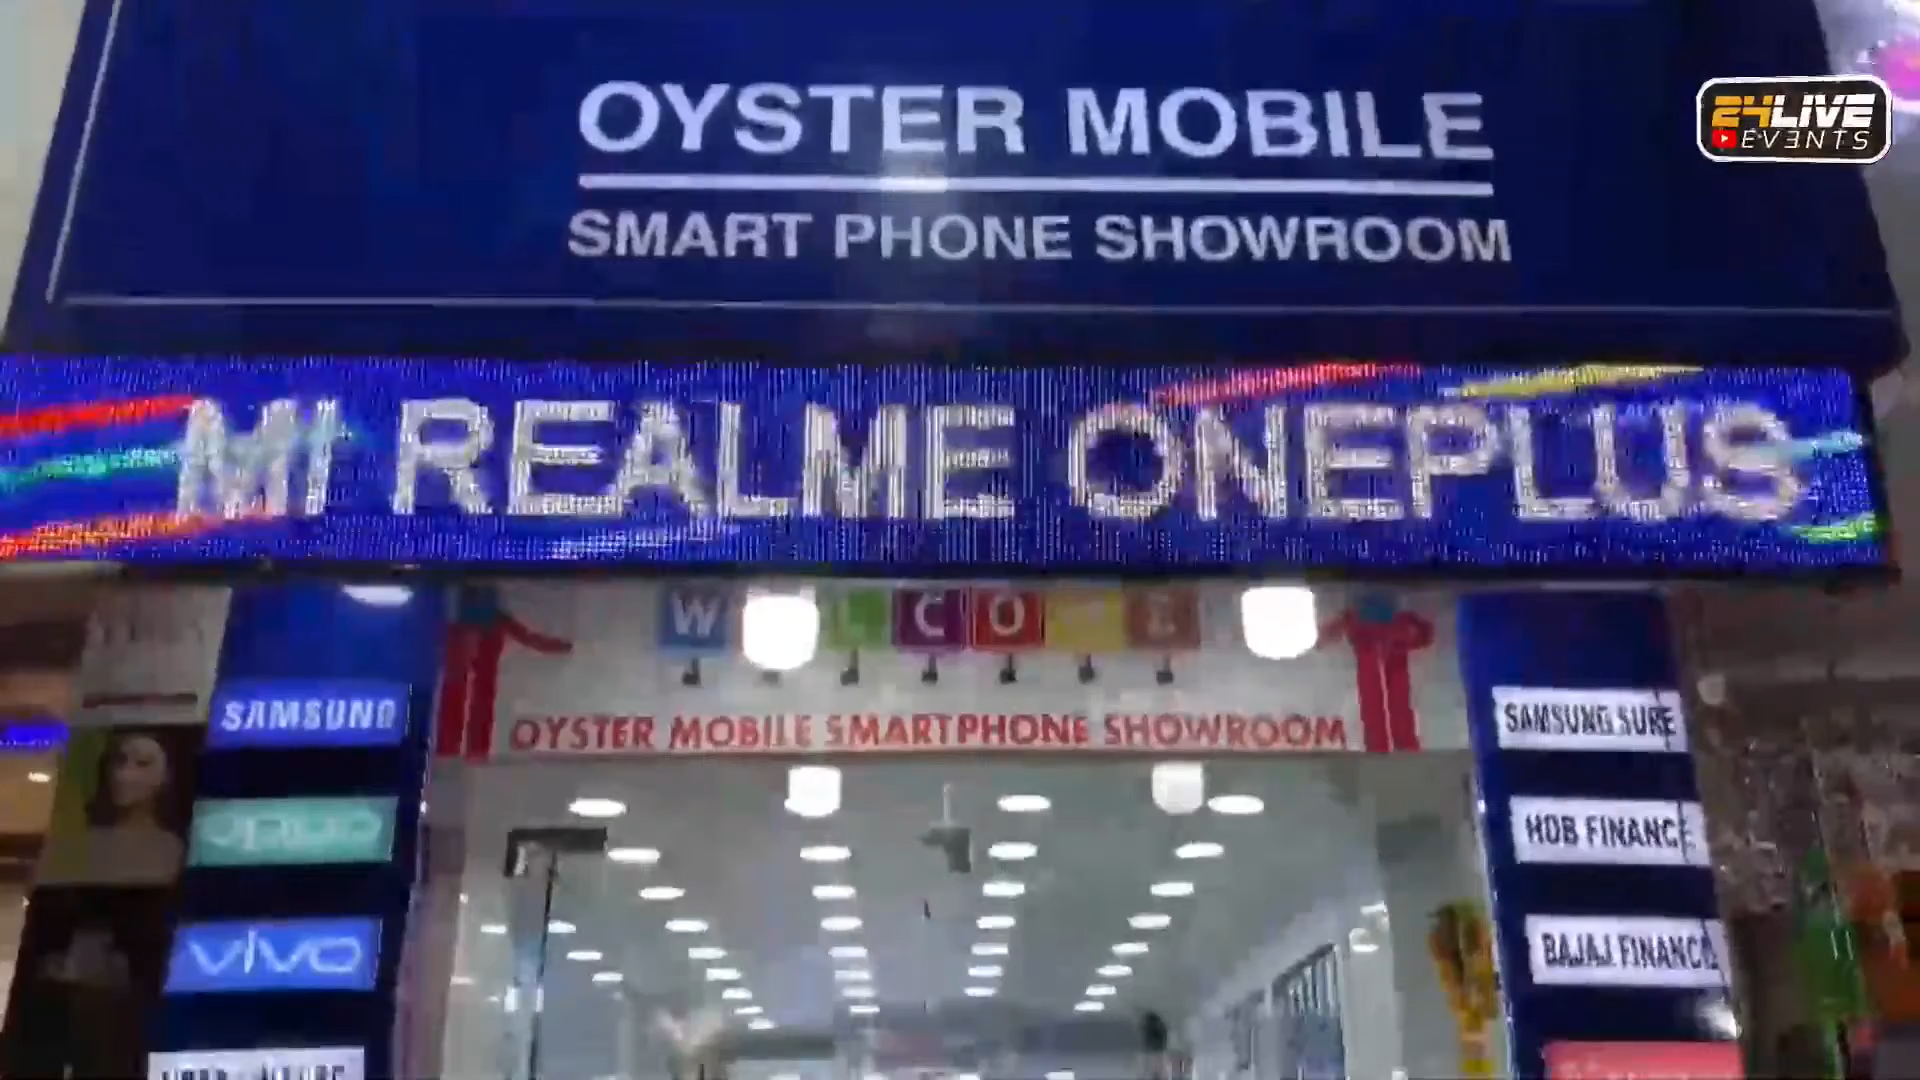 OYSTER MOBILE
SMART PHONE SHOWROOM
24LIVE
EVENTS
MI REALME ONEPLUS
WELCOME
OYSTER MOBILE SMARTPHONE SHOWROOM
SAMSUNG
oppo
vivo
SAMSUNG SURE
HDB FINANCE
BAJAJ FINANCE